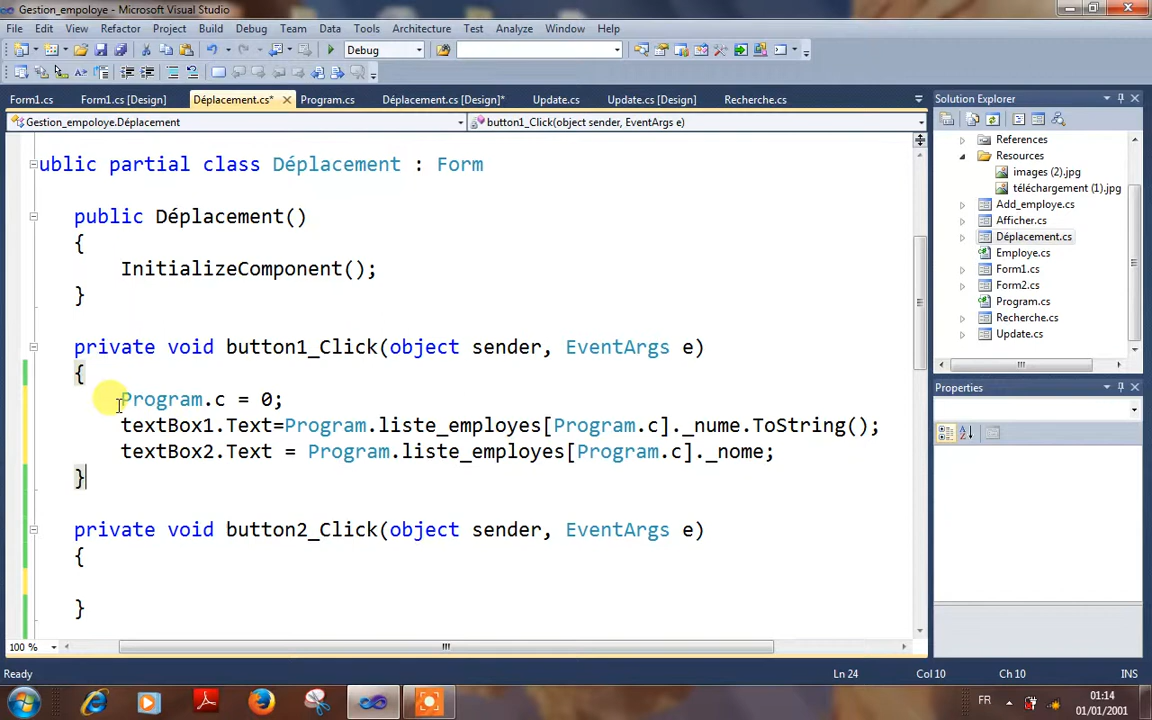 Gestion_empoloye - Microsoft Visual Studio
File Edit View Refactor Project Build Debug Team Data Tools Architecture Test Analyze Window Help
Debug
Form1.cs Form1.cs [Design] Déplacement.cs* Program.cs Déplacement.cs [Design]* Update.cs Update.cs [Design] Recherche.cs
Gestion_empoloye.Déplacement button1_Click(object sender, EventArgs e)
ublic partial class Déplacement : Form
public Déplacement()
{
InitializeComponent();
}
private void button1_Click(object sender, EventArgs e)
{
Program.c = 0;
textBox1.Text=Program.liste_employes[Program.c]._nume.ToString();
textBox2.Text = Program.liste_employes[Program.c]._nome;
}
private void button2_Click(object sender, EventArgs e)
{
}
100 %
Solution Explorer
References
Resources
images (2).jpg
téléchargement (1).jpg
Add_employe.cs
Afficher.cs
Déplacement.cs
Employe.cs
Form1.cs
Form2.cs
Program.cs
Recherche.cs
Update.cs
Properties
Ready Ln 24 Col 10 Ch 10 INS
FR 01:14
01/01/2001